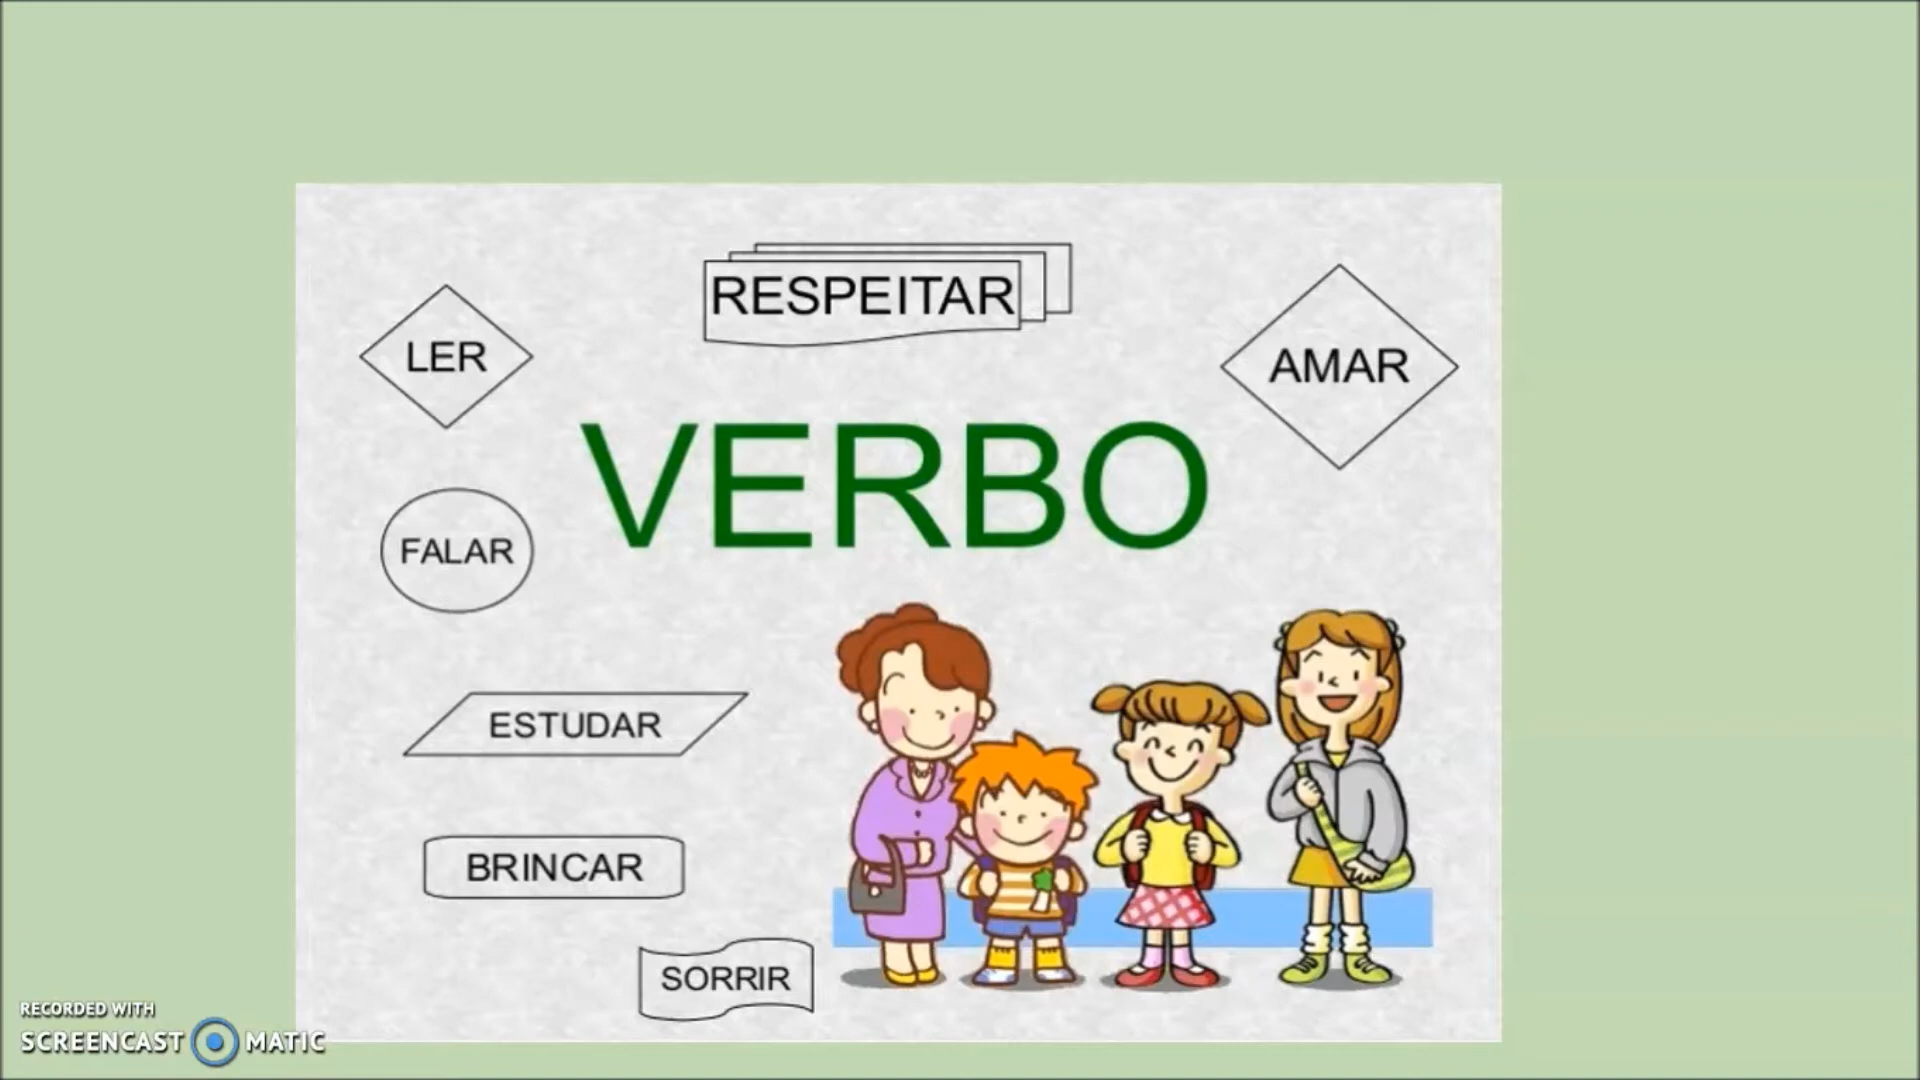 RESPEITAR
LER
AMAR
VERBO
FALAR
ESTUDAR
BRINCAR
SORRIR
RECORDED WITH
SCREENCAST MATIC